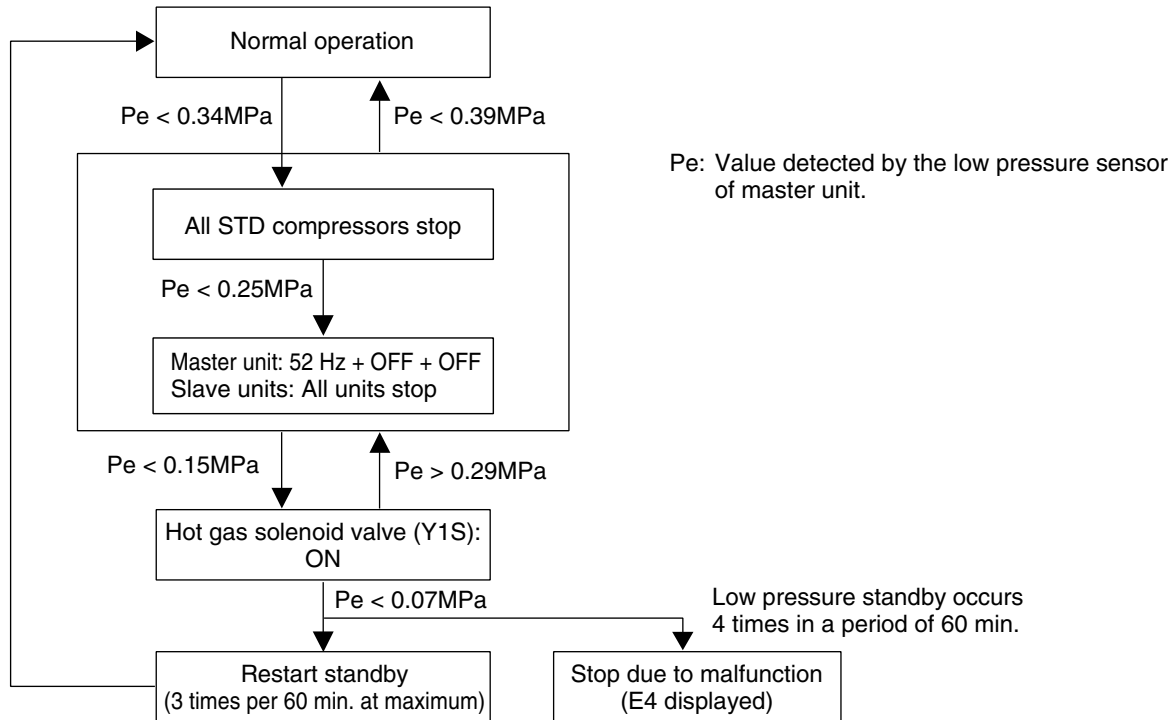 Normal operation
Pe < 0.34MPa
Pe < 0.39MPa
Pe: Value detected by the low pressure sensor
of master unit.
All STD compressors stop
Pe < 0.25MPa
Master unit: 52 Hz + OFF + OFF
Slave units: All units stop
Pe < 0.15MPa
Pe > 0.29MPa
Hot gas solenoid valve (Y1S):
ON
Pe < 0.07MPa
Low pressure standby occurs
4 times in a period of 60 min.
Restart standby
(3 times per 60 min. at maximum)
Stop due to malfunction
(E4 displayed)